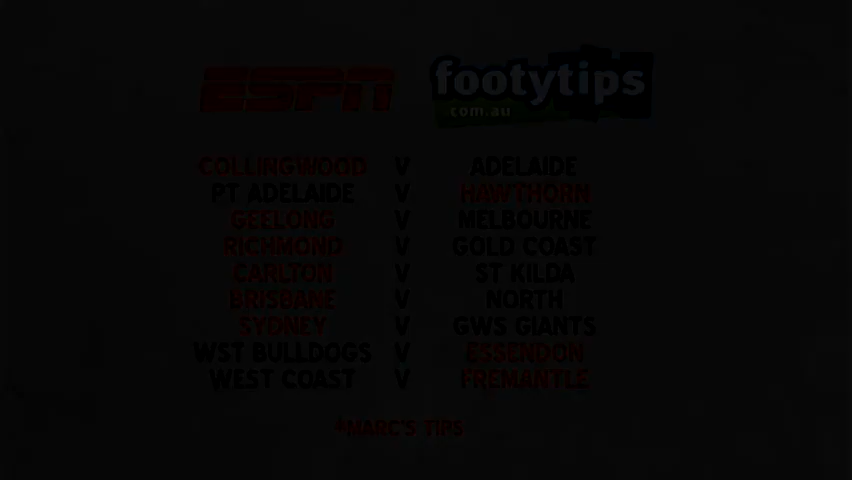 ESPN footytips
com.au
COLLINGWOOD V ADELAIDE
PT ADELAIDE V HAWTHORN
GEELONG V MELBOURNE
RICHMOND V GOLD COAST
CARLTON V ST KILDA
BRISBANE V NORTH
SYDNEY V GWS GIANTS
WST BULLDOGS V ESSENDON
WEST COAST V FREMANTLE
*MARC'S TIPS